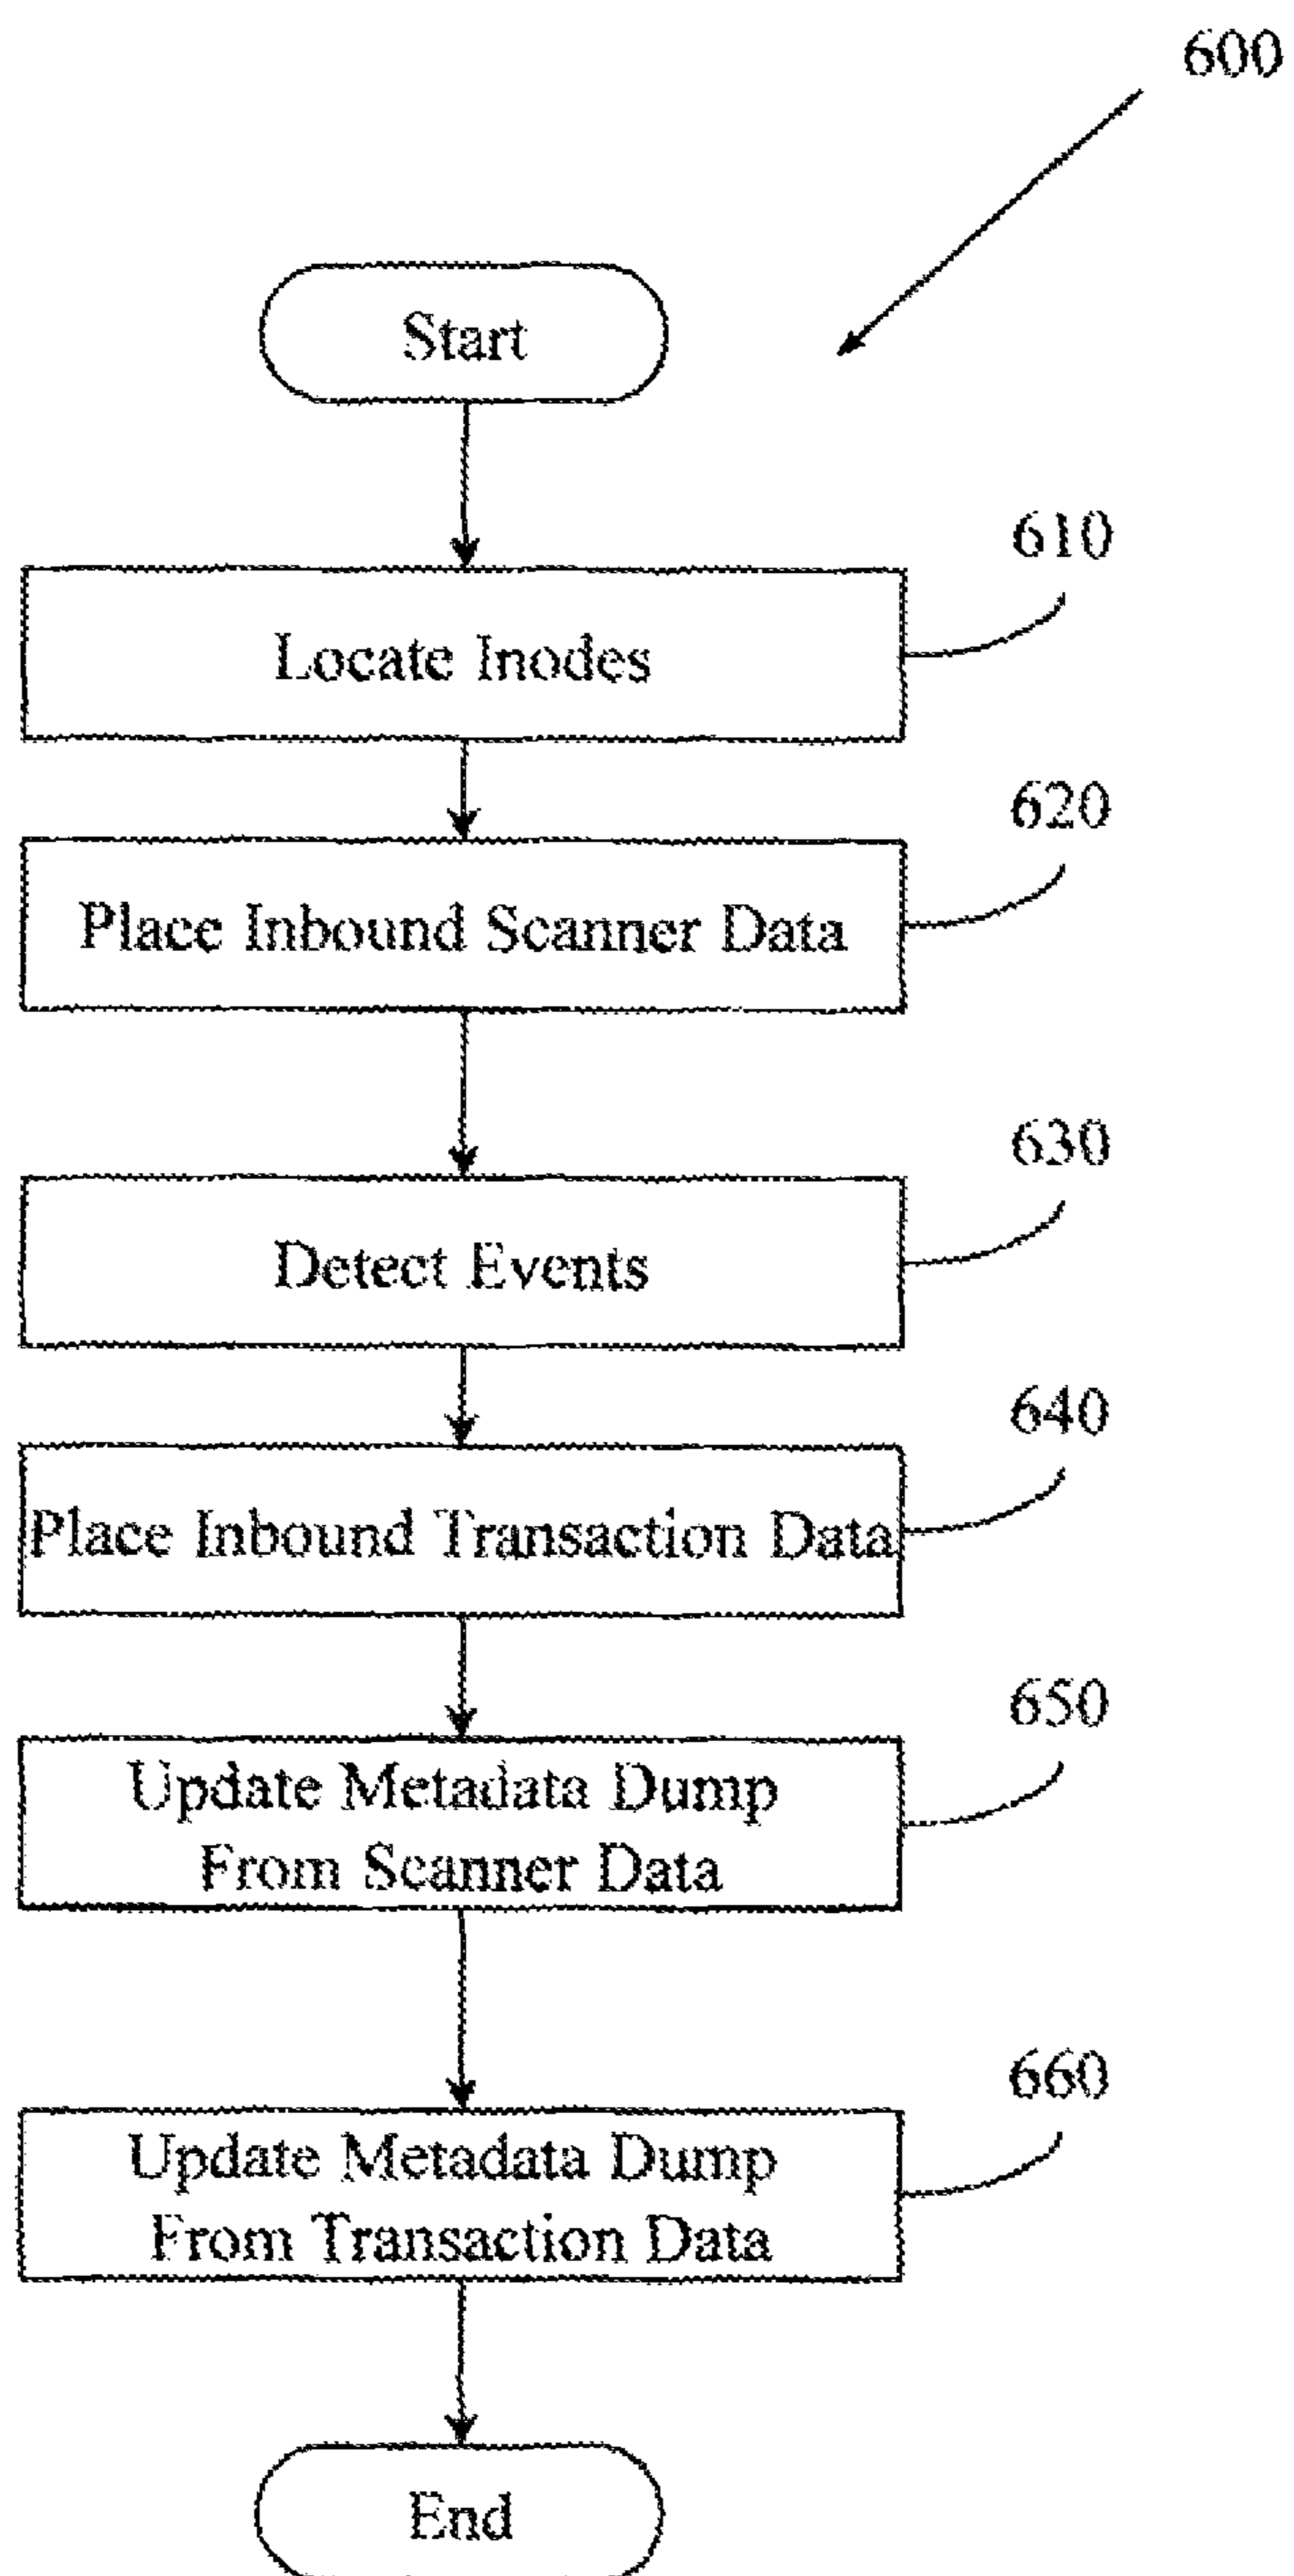 600
Start
610
Locate Inodes
620
Place Inbound Scanner Data
630
Detect Events
640
Place Inbound Transaction Data
650
Update Metadata Dump
From Scanner Data
660
Update Metadata Dump
From Transaction Data
End